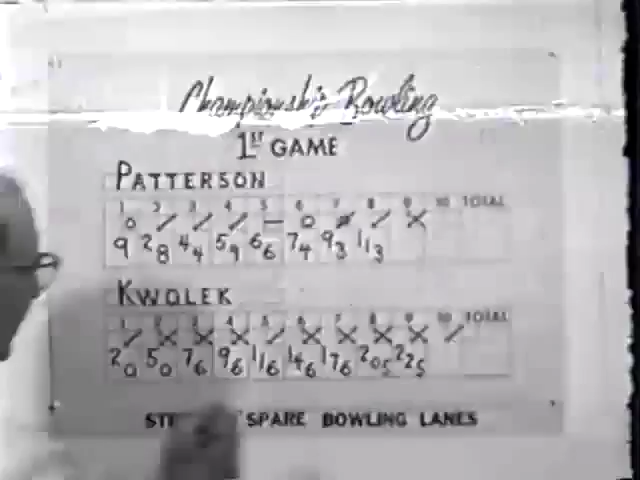 Championship Bowling
1ST GAME
PATTERSON
1 2 3 4 5 6 7 8 9 10 TOTAL
O / / / — O / / X
9 28 44 59 66 74 93 113
KWOLEK
1 2 3 4 5 6 7 8 9 10 TOTAL
/ X X X / X X X X /
20 50 76 96 116 146 176 205 225
SPARE BOWLING LANES